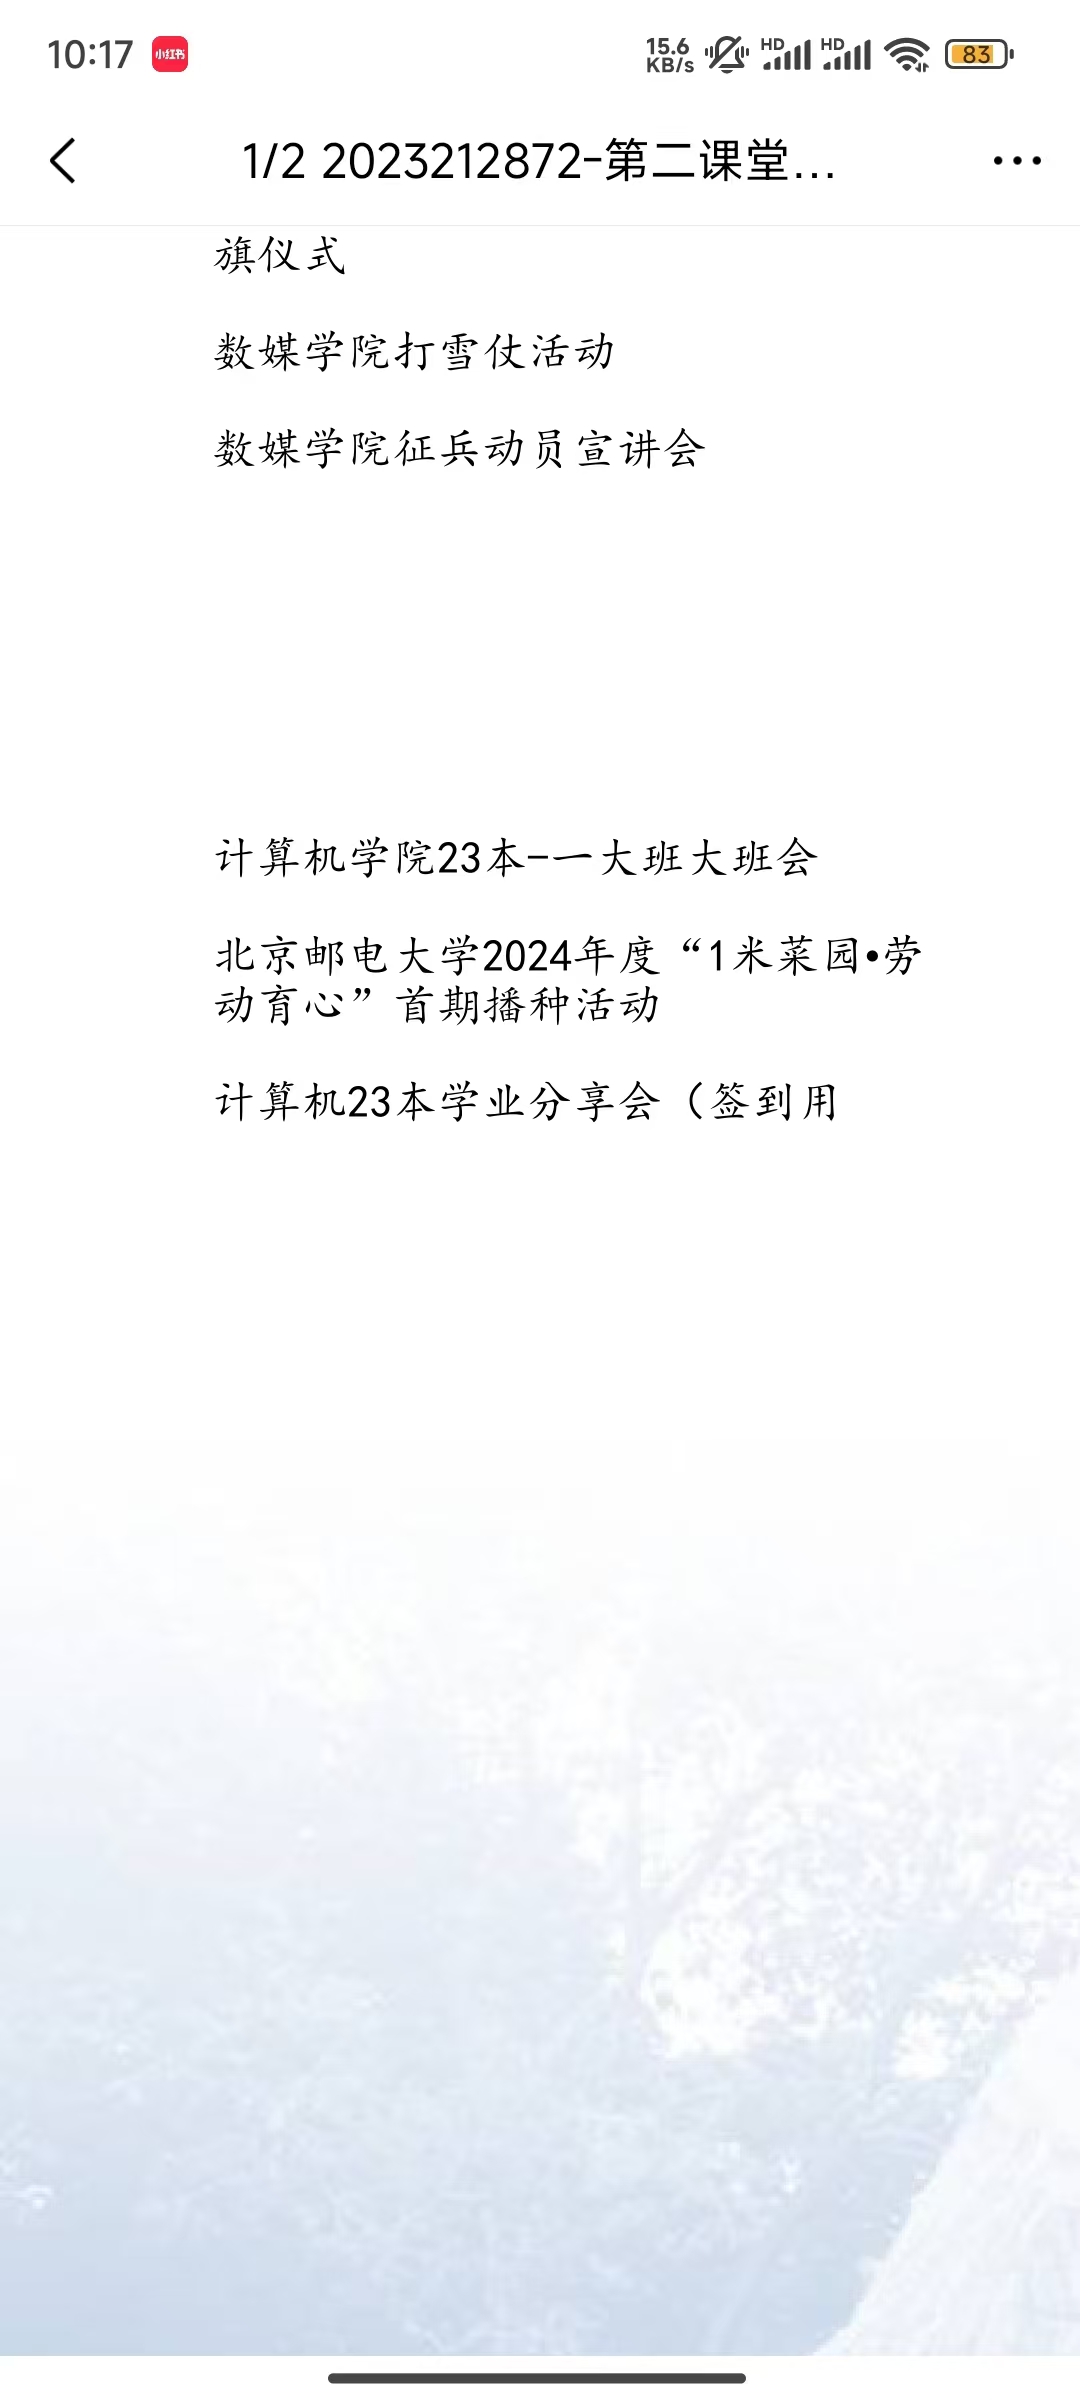 10:17 小红书 15.6 KB/s HD HD 83
1/2 2023212872-第二课堂...
旗仪式
数媒学院打雪仗活动
数媒学院征兵动员宣讲会
计算机学院23本-一大班大班会
北京邮电大学2024年度“1米菜园•劳
动育心”首期播种活动
计算机23本学业分享会（签到用